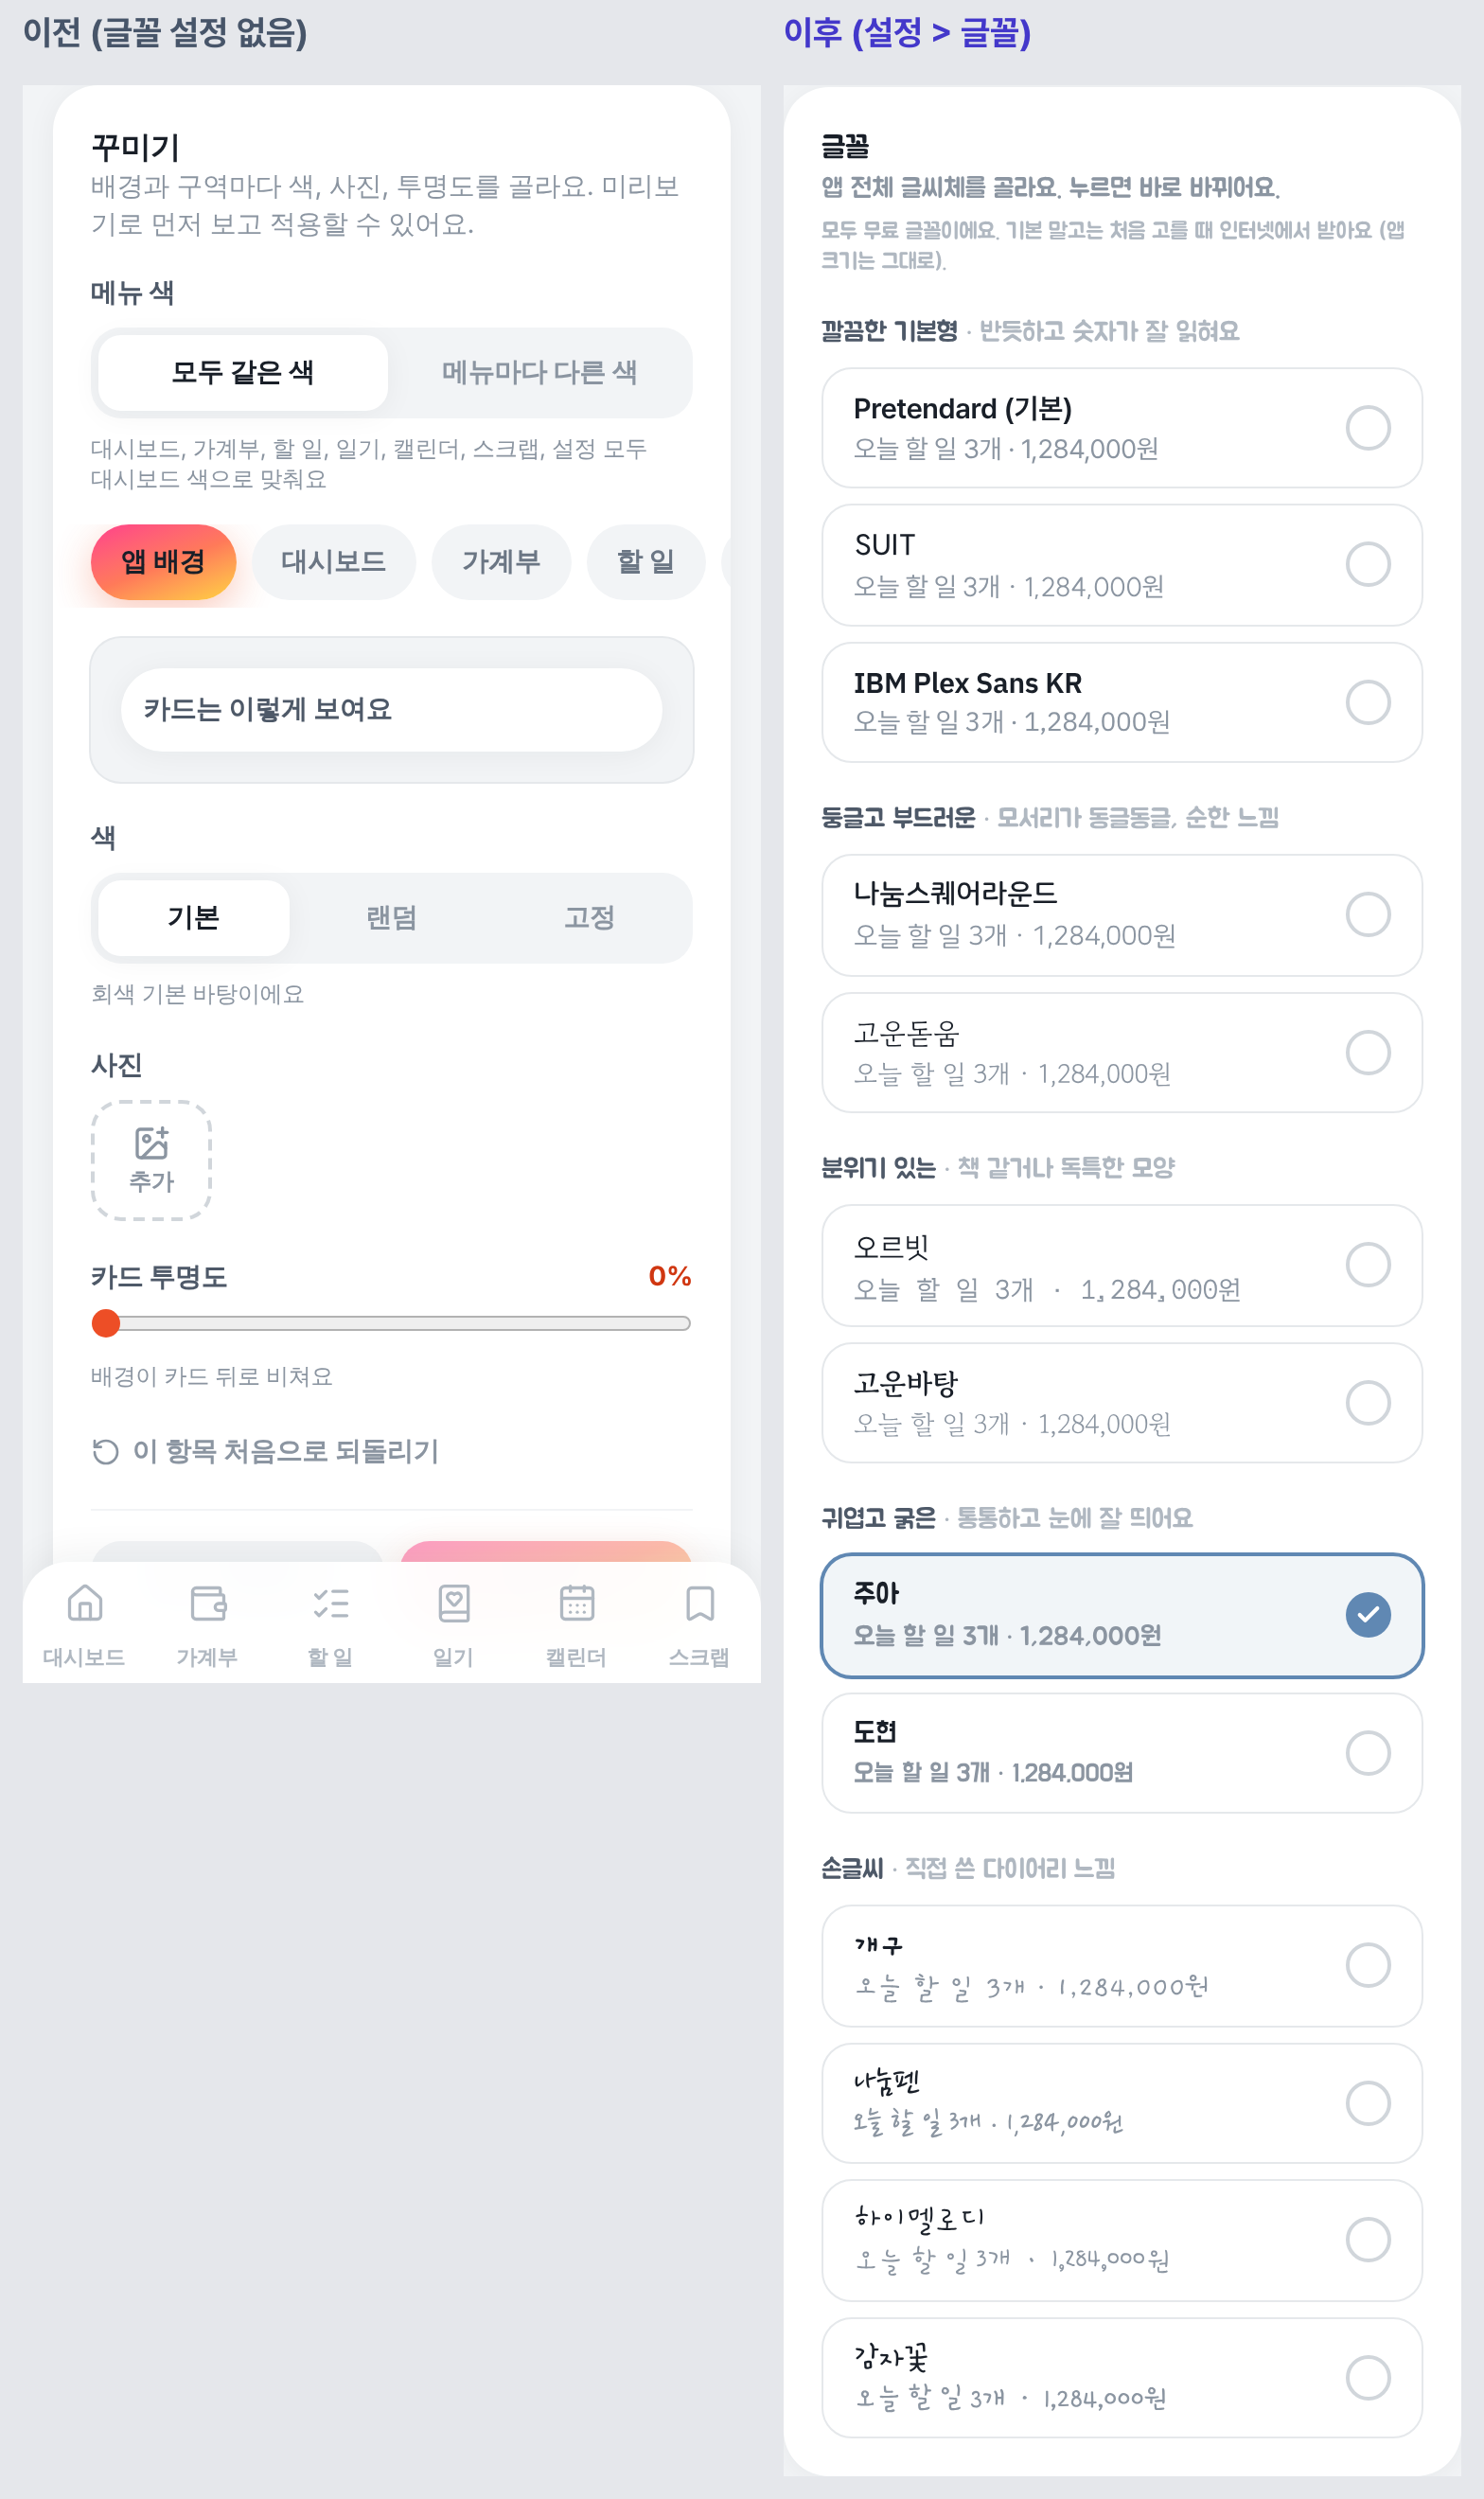 이전 (글꼴 설정 없음)
꾸미기
배경과 구역마다 색, 사진, 투명도를 골라요. 미리보
기로 먼저 보고 적용할 수 있어요.
메뉴 색
모두 같은 색
메뉴마다 다른 색
대시보드, 가계부, 할 일, 일기, 캘린더, 스크랩, 설정 모두
대시보드 색으로 맞춰요
앱 배경
대시보드
가계부
할 일
카드는 이렇게 보여요
색
기본
랜덤
고정
회색 기본 바탕이에요
사진
추가
카드 투명도
0%
배경이 카드 뒤로 비쳐요
이 항목 처음으로 되돌리기
대시보드
가계부
할 일
일기
캘린더
스크랩
이후 (설정 > 글꼴)
글꼴
앱 전체 글씨체를 골라요. 누르면 바로 바뀌어요.
모두 무료 글꼴이에요. 기본 말고는 처음 고를 때 인터넷에서 받아요 (앱
크기는 그대로).
깔끔한 기본형 · 반듯하고 숫자가 잘 읽혀요
Pretendard (기본)
오늘 할 일 3개 · 1,284,000원
SUIT
오늘 할 일 3개 · 1,284,000원
IBM Plex Sans KR
오늘 할 일 3개 · 1,284,000원
둥글고 부드러운 · 모서리가 동글동글, 순한 느낌
나눔스퀘어라운드
오늘 할 일 3개 · 1,284,000원
고운돋움
오늘 할 일 3개 · 1,284,000원
분위기 있는 · 책 같거나 독특한 모양
오르빗
오늘 할 일 3개 · 1,284,000원
고운바탕
오늘 할 일 3개 · 1,284,000원
귀엽고 굵은 · 통통하고 눈에 잘 띄어요
주아
오늘 할 일 3개 · 1,284,000원
도현
오늘 할 일 3개 · 1,284,000원
손글씨 · 직접 쓴 다이어리 느낌
개구
오늘 할 일 3개 · 1,284,000원
나눔펜
오늘 할 일 3개 · 1,284,000원
하이멜로디
오늘 할 일 3개 · 1,284,000원
감자꽃
오늘 할 일 3개 · 1,284,000원